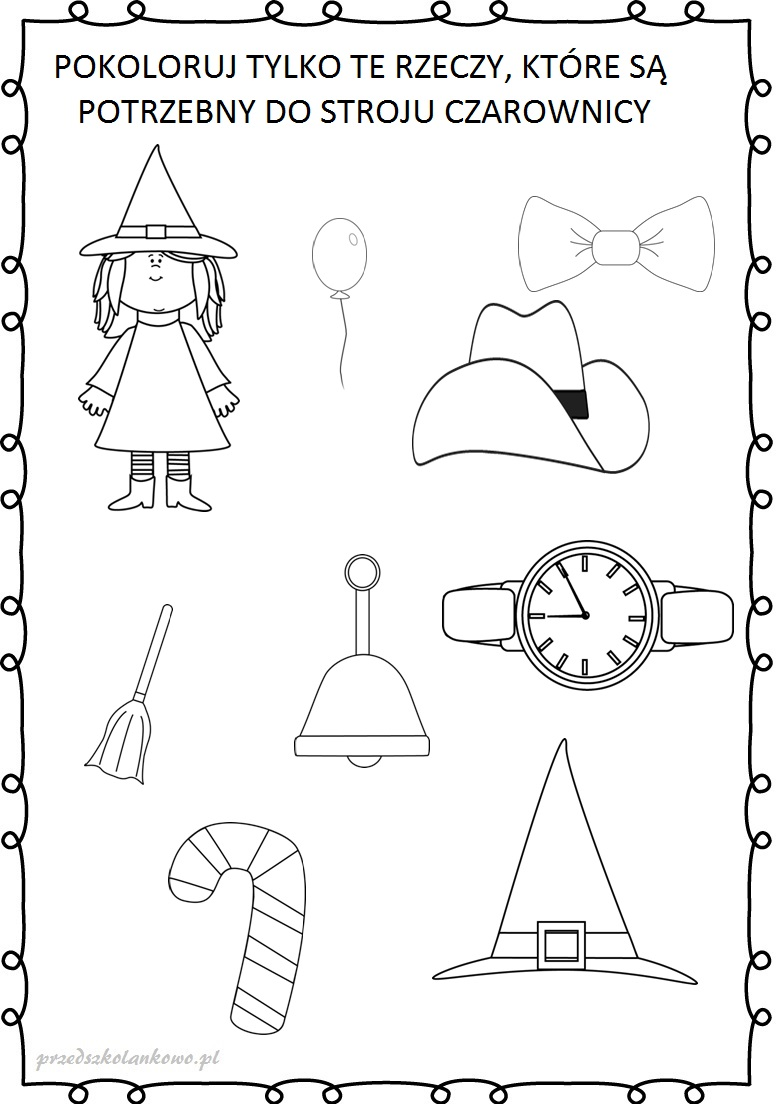 POKOLORUJ TYLKO TE RZECZY, KTÓRE SĄ
POTRZEBNY DO STROJU CZAROWNICY
przedszkolankowo.pl